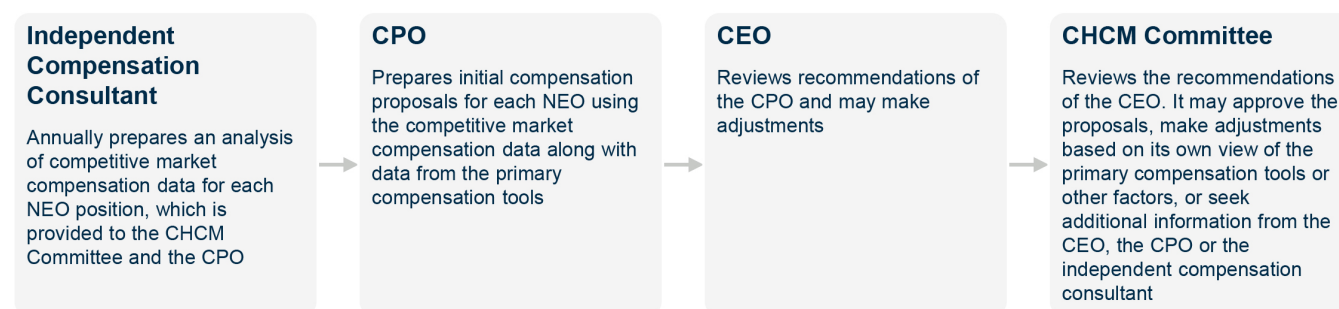 Independent
Compensation
Consultant
Annually prepares an analysis
of competitive market
compensation data for each
NEO position, which is
provided to the CHCM
Committee and the CPO
CPO
Prepares initial compensation
proposals for each NEO using
the competitive market
compensation data along with
data from the primary
compensation tools
CEO
Reviews recommendations of
the CPO and may make
adjustments
CHCM Committee
Reviews the recommendations
of the CEO. It may approve the
proposals, make adjustments
based on its own view of the
primary compensation tools or
other factors, or seek
additional information from the
CEO, the CPO or the
independent compensation
consultant